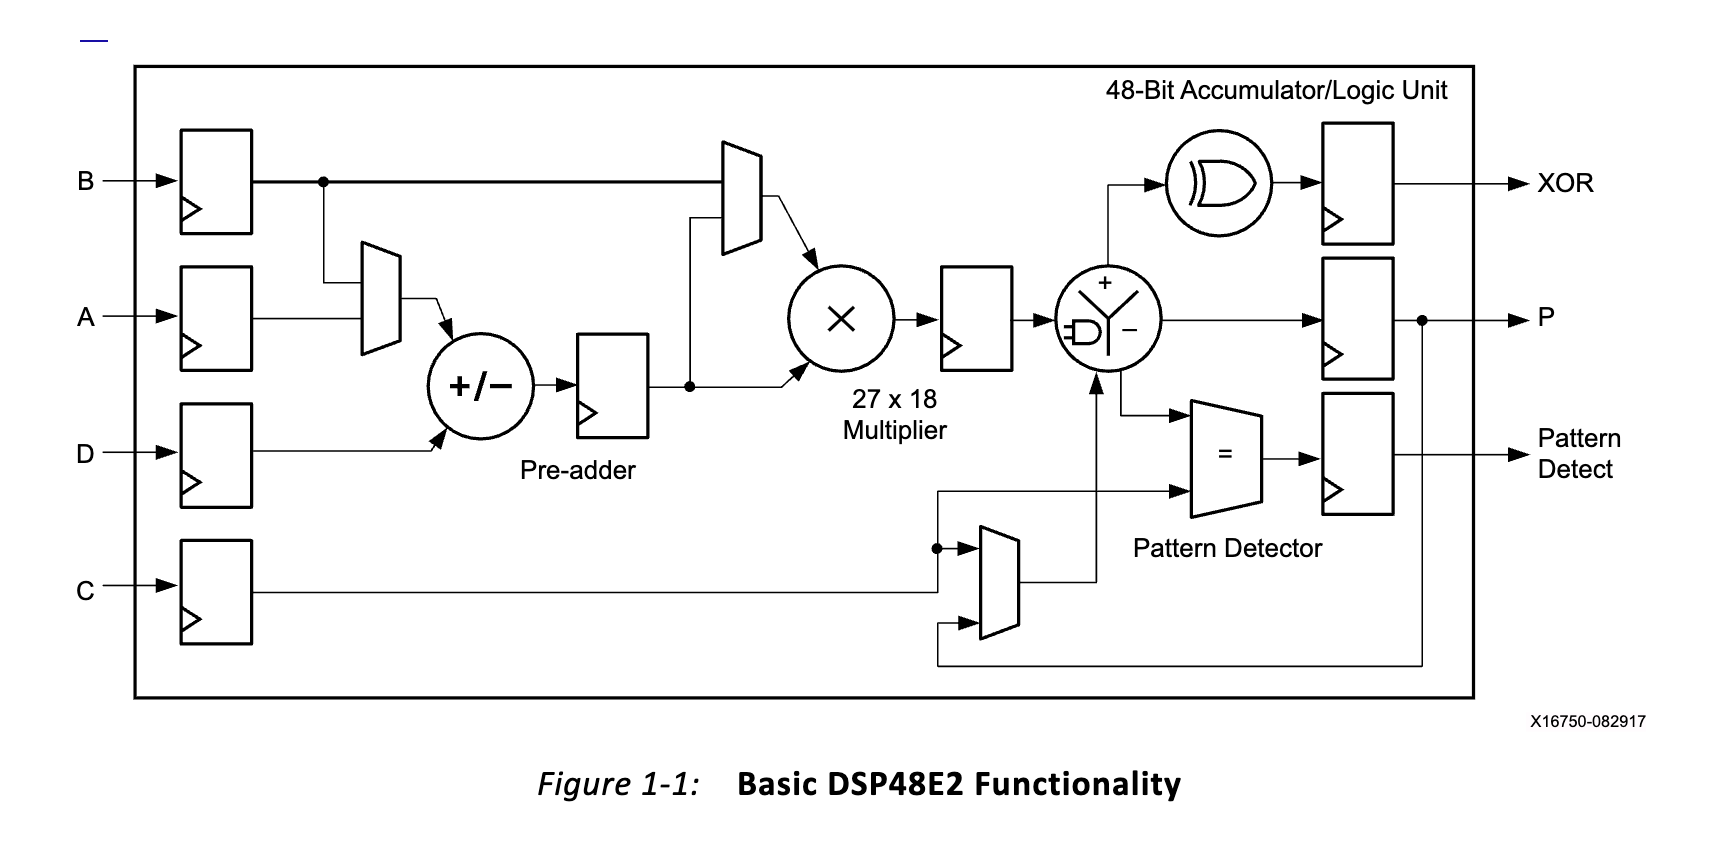 48-Bit Accumulator/Logic Unit
B
XOR
A
+
−
P
+/−
×
27 x 18
Multiplier
D
Pre-adder
=
Pattern
Detect
Pattern Detector
C
X16750-082917
Figure 1-1: Basic DSP48E2 Functionality